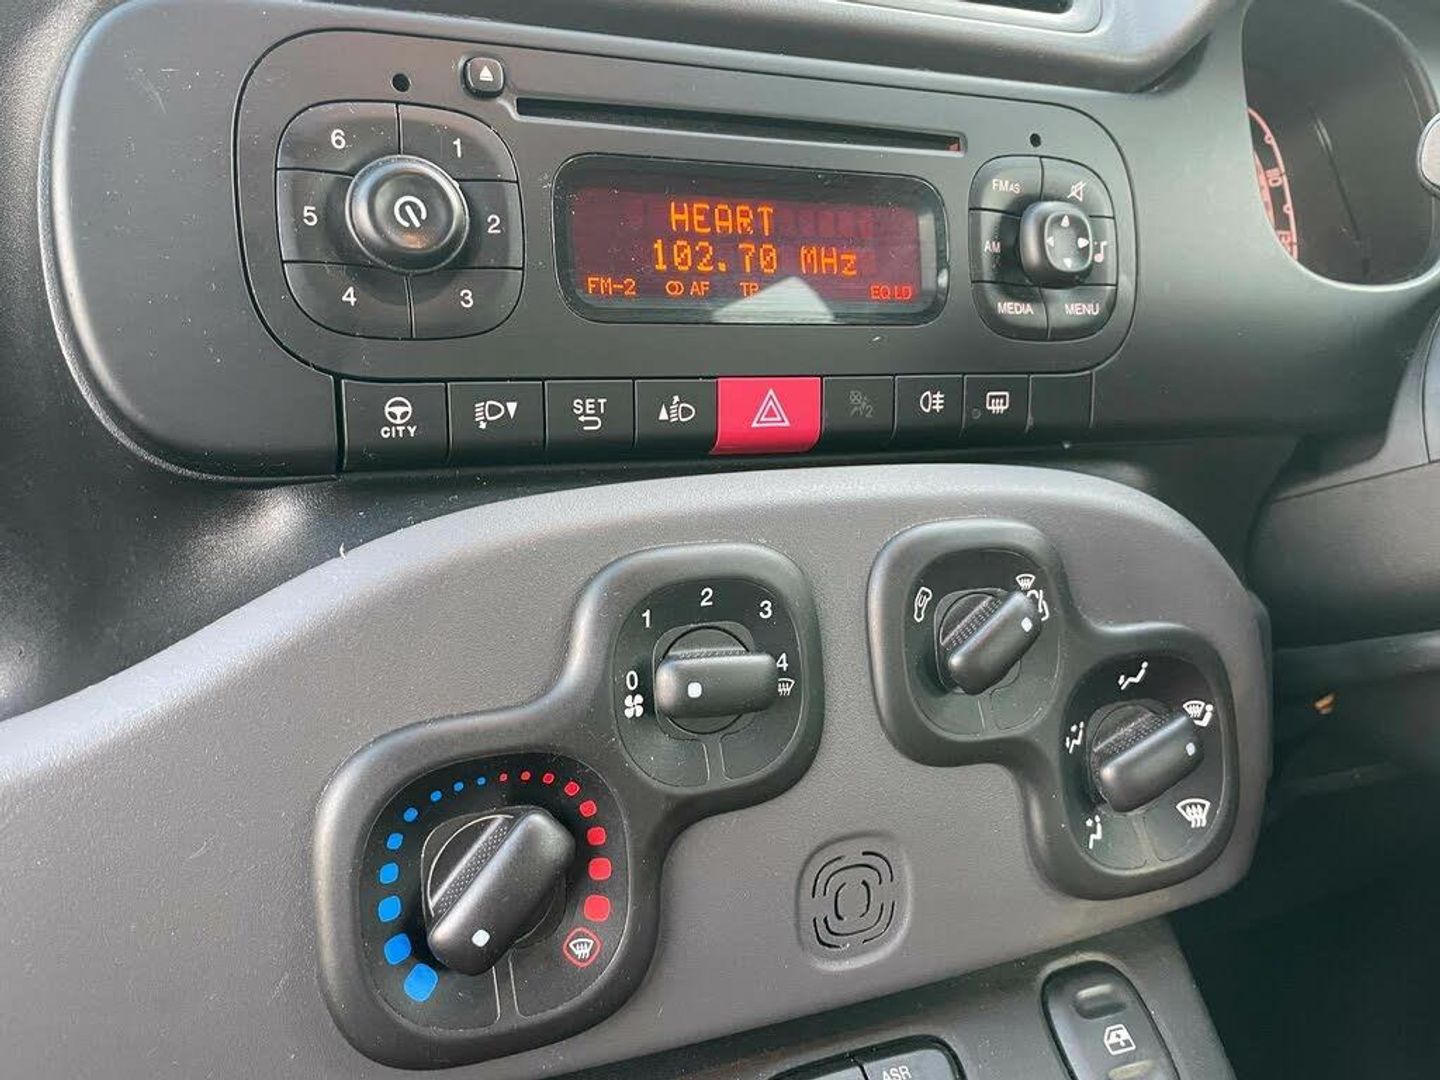 6 1
5 2
4 3
HEART
102.70 MHz
FM-2 AF TP EQ LD
FMAS
AM
MEDIA MENU
CITY
SET
2
1 2 3
0 4
ASR